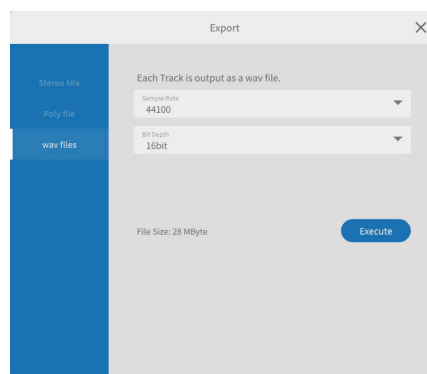 Export
Stereo Mix
Poly file
wav files
Each Track is output as a wav file.
Sample Rate
44100
Bit Depth
16bit
File Size: 28 MByte
Execute